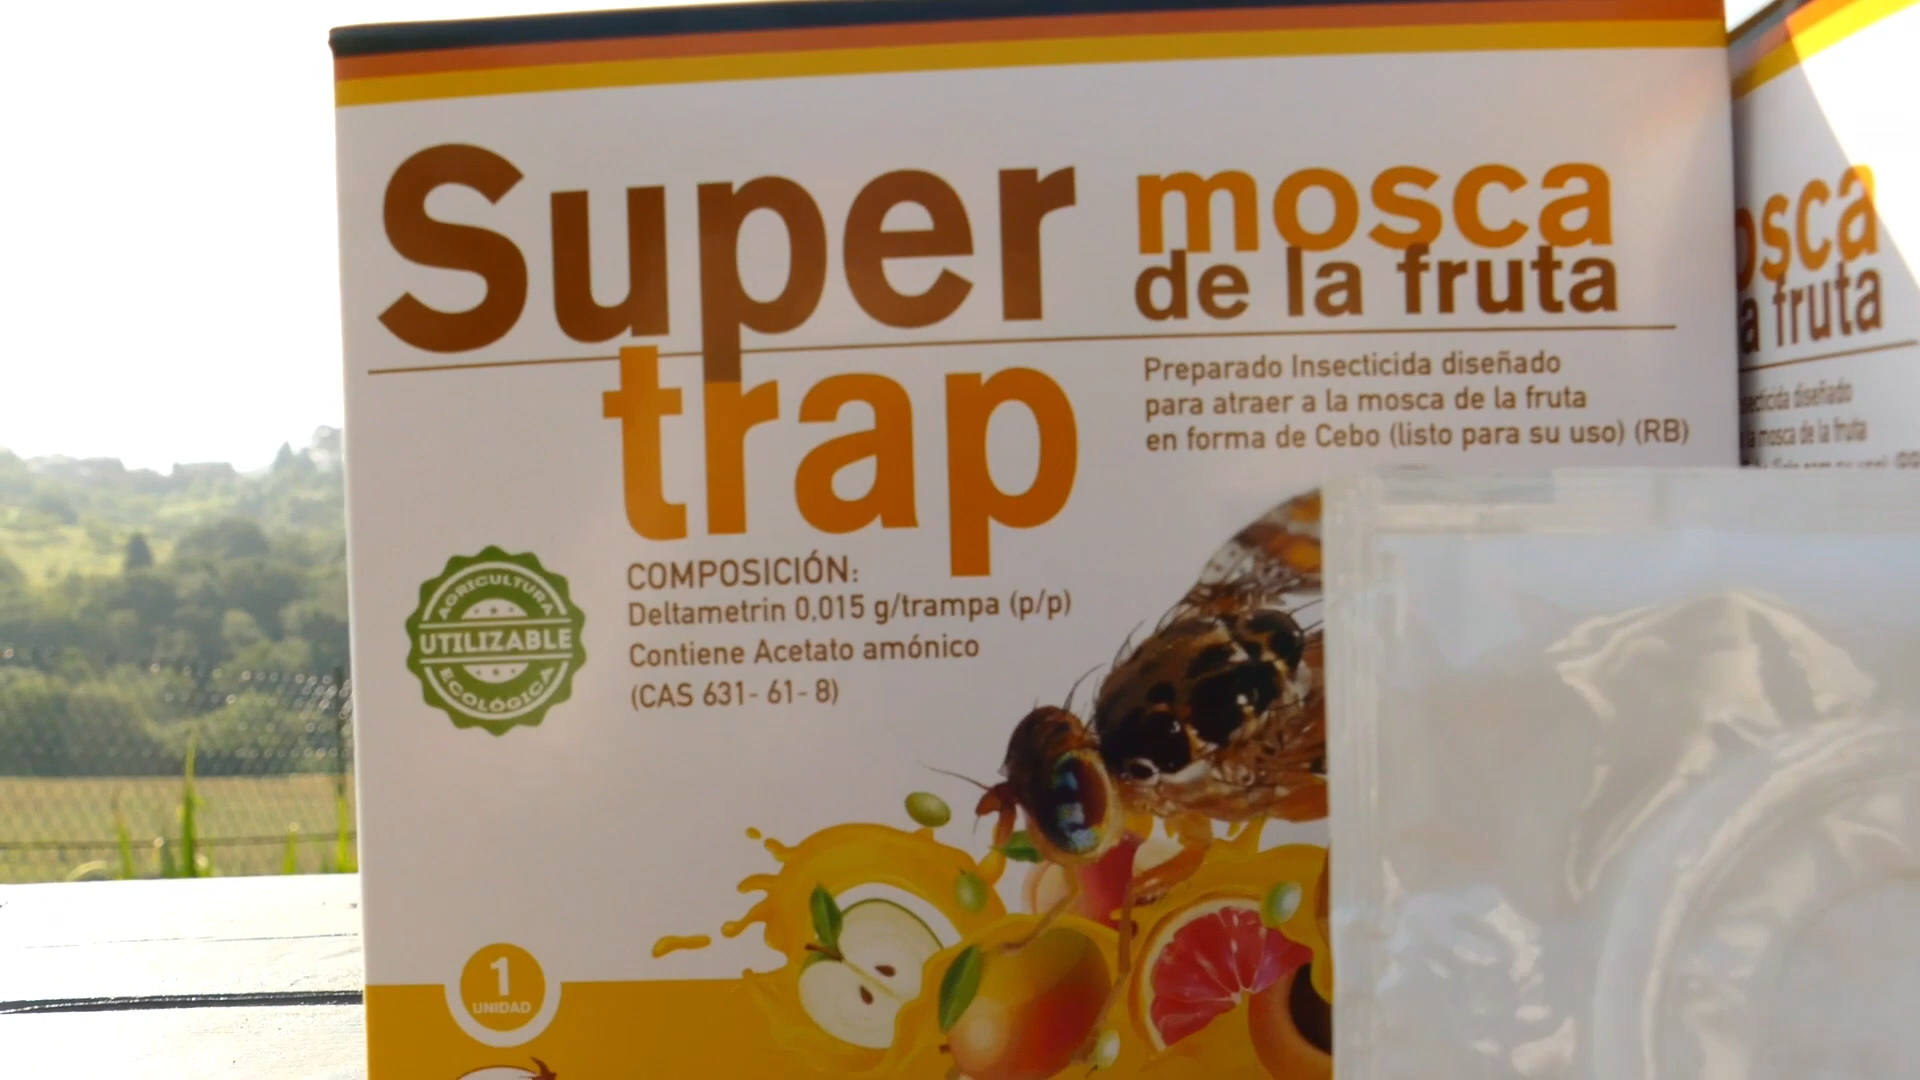 Super
trap
mosca
de la fruta
Preparado Insecticida diseñado
para atraer a la mosca de la fruta
en forma de Cebo (listo para su uso) (RB)
COMPOSICIÓN:
Deltametrin 0,015 g/trampa (p/p)
Contiene Acetato amónico
(CAS 631- 61- 8)
AGRICULTURA
UTILIZABLE
ECOLÓGICA
1
UNIDAD
fruta
diseñado
mosca de la fruta